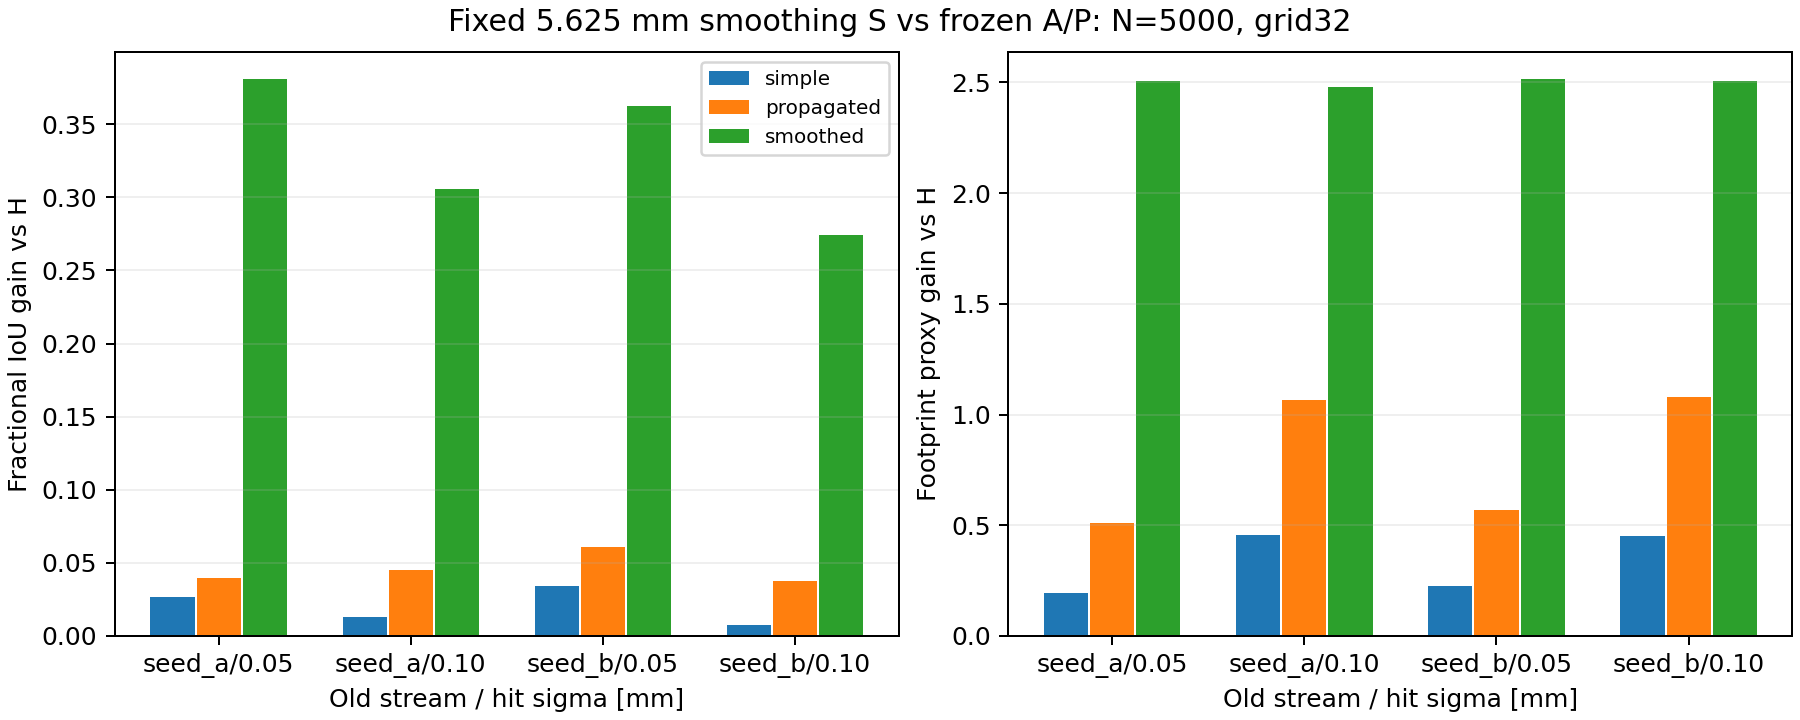 Fixed 5.625 mm smoothing S vs frozen A/P: N=5000, grid32
Fractional IoU gain vs H
0.35
0.30
0.25
0.20
0.15
0.10
0.05
0.00
simple
propagated
smoothed
seed_a/0.05 seed_a/0.10 seed_b/0.05 seed_b/0.10
Old stream / hit sigma [mm]
Footprint proxy gain vs H
2.5
2.0
1.5
1.0
0.5
0.0
seed_a/0.05 seed_a/0.10 seed_b/0.05 seed_b/0.10
Old stream / hit sigma [mm]